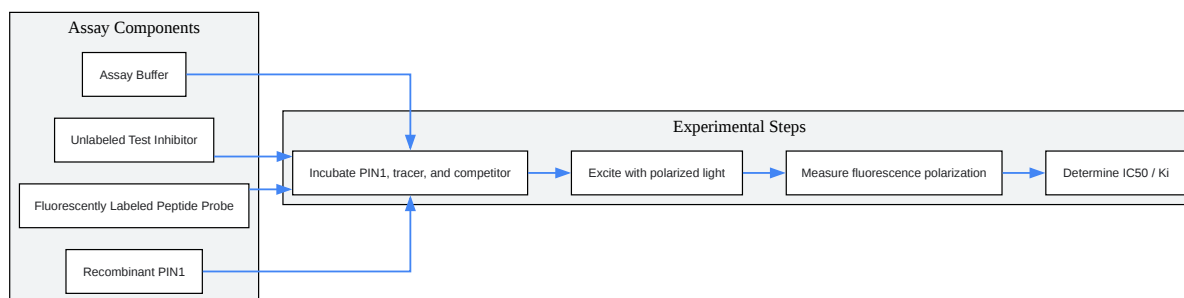 Assay Components
Assay Buffer
Unlabeled Test Inhibitor
Fluorescently Labeled Peptide Probe
Recombinant PIN1
Experimental Steps
Incubate PIN1, tracer, and competitor
Excite with polarized light
Measure fluorescence polarization
Determine IC50 / Ki